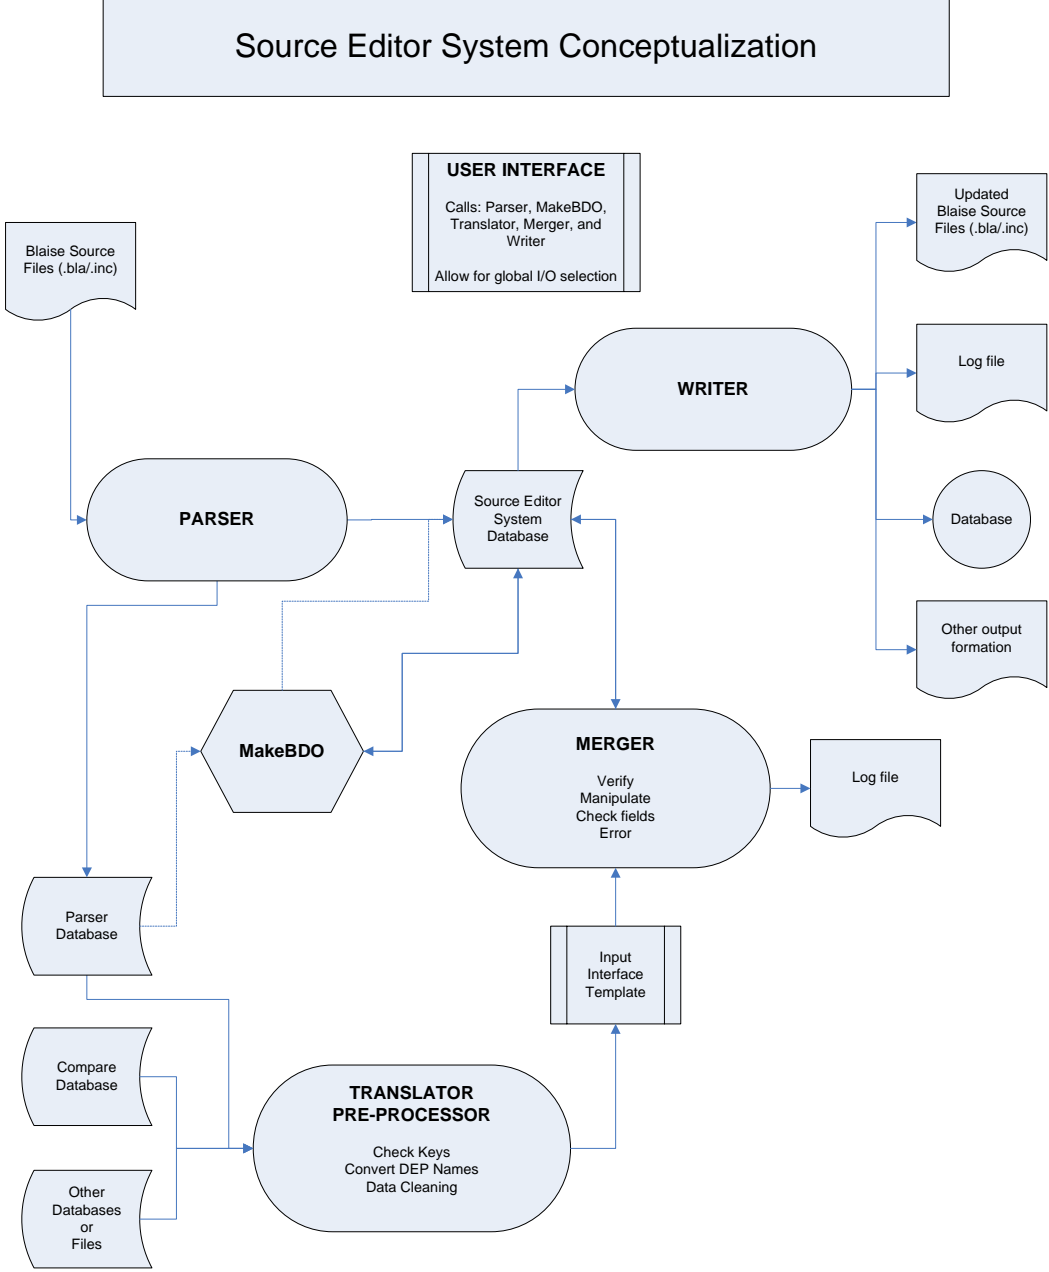 Source Editor System Conceptualization
USER INTERFACE
Calls: Parser, MakeBDO,
Translator, Merger, and
Writer
Allow for global I/O selection
Updated
Blaise Source
Files (.bla/.inc)
Blaise Source
Files (.bla/.inc)
Log file
WRITER
PARSER
Source Editor
System
Database
Database
Other output
formation
MakeBDO
MERGER
Verify
Manipulate
Check fields
Error
Log file
Parser
Database
Input
Interface
Template
Compare
Database
TRANSLATOR
PRE-PROCESSOR
Check Keys
Convert DEP Names
Data Cleaning
Other
Databases
or
Files